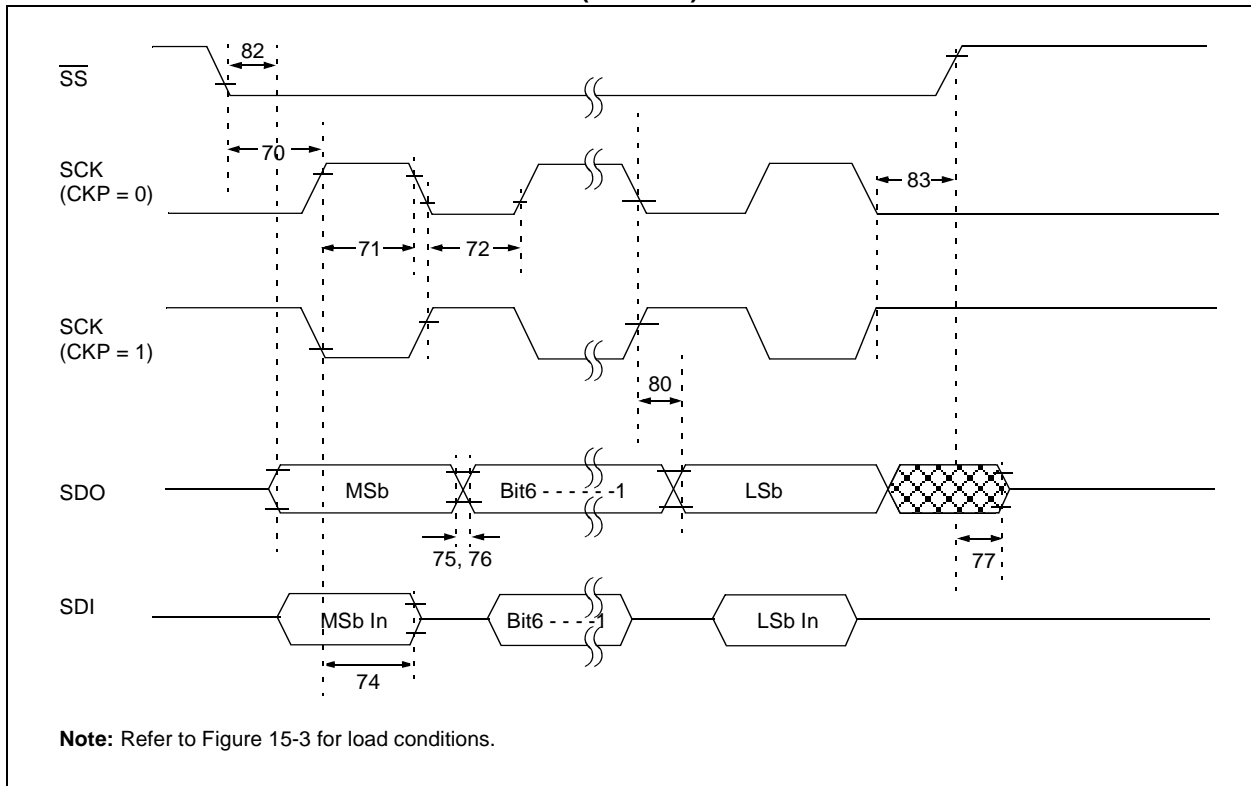 82
SS
70
SCK
(CKP = 0)
83
71
72
SCK
(CKP = 1)
80
SDO
MSb
Bit6 - - - - - -1
LSb
75, 76
77
SDI
MSb In
Bit6 - - - -1
LSb In
74
Note: Refer to Figure 15-3 for load conditions.